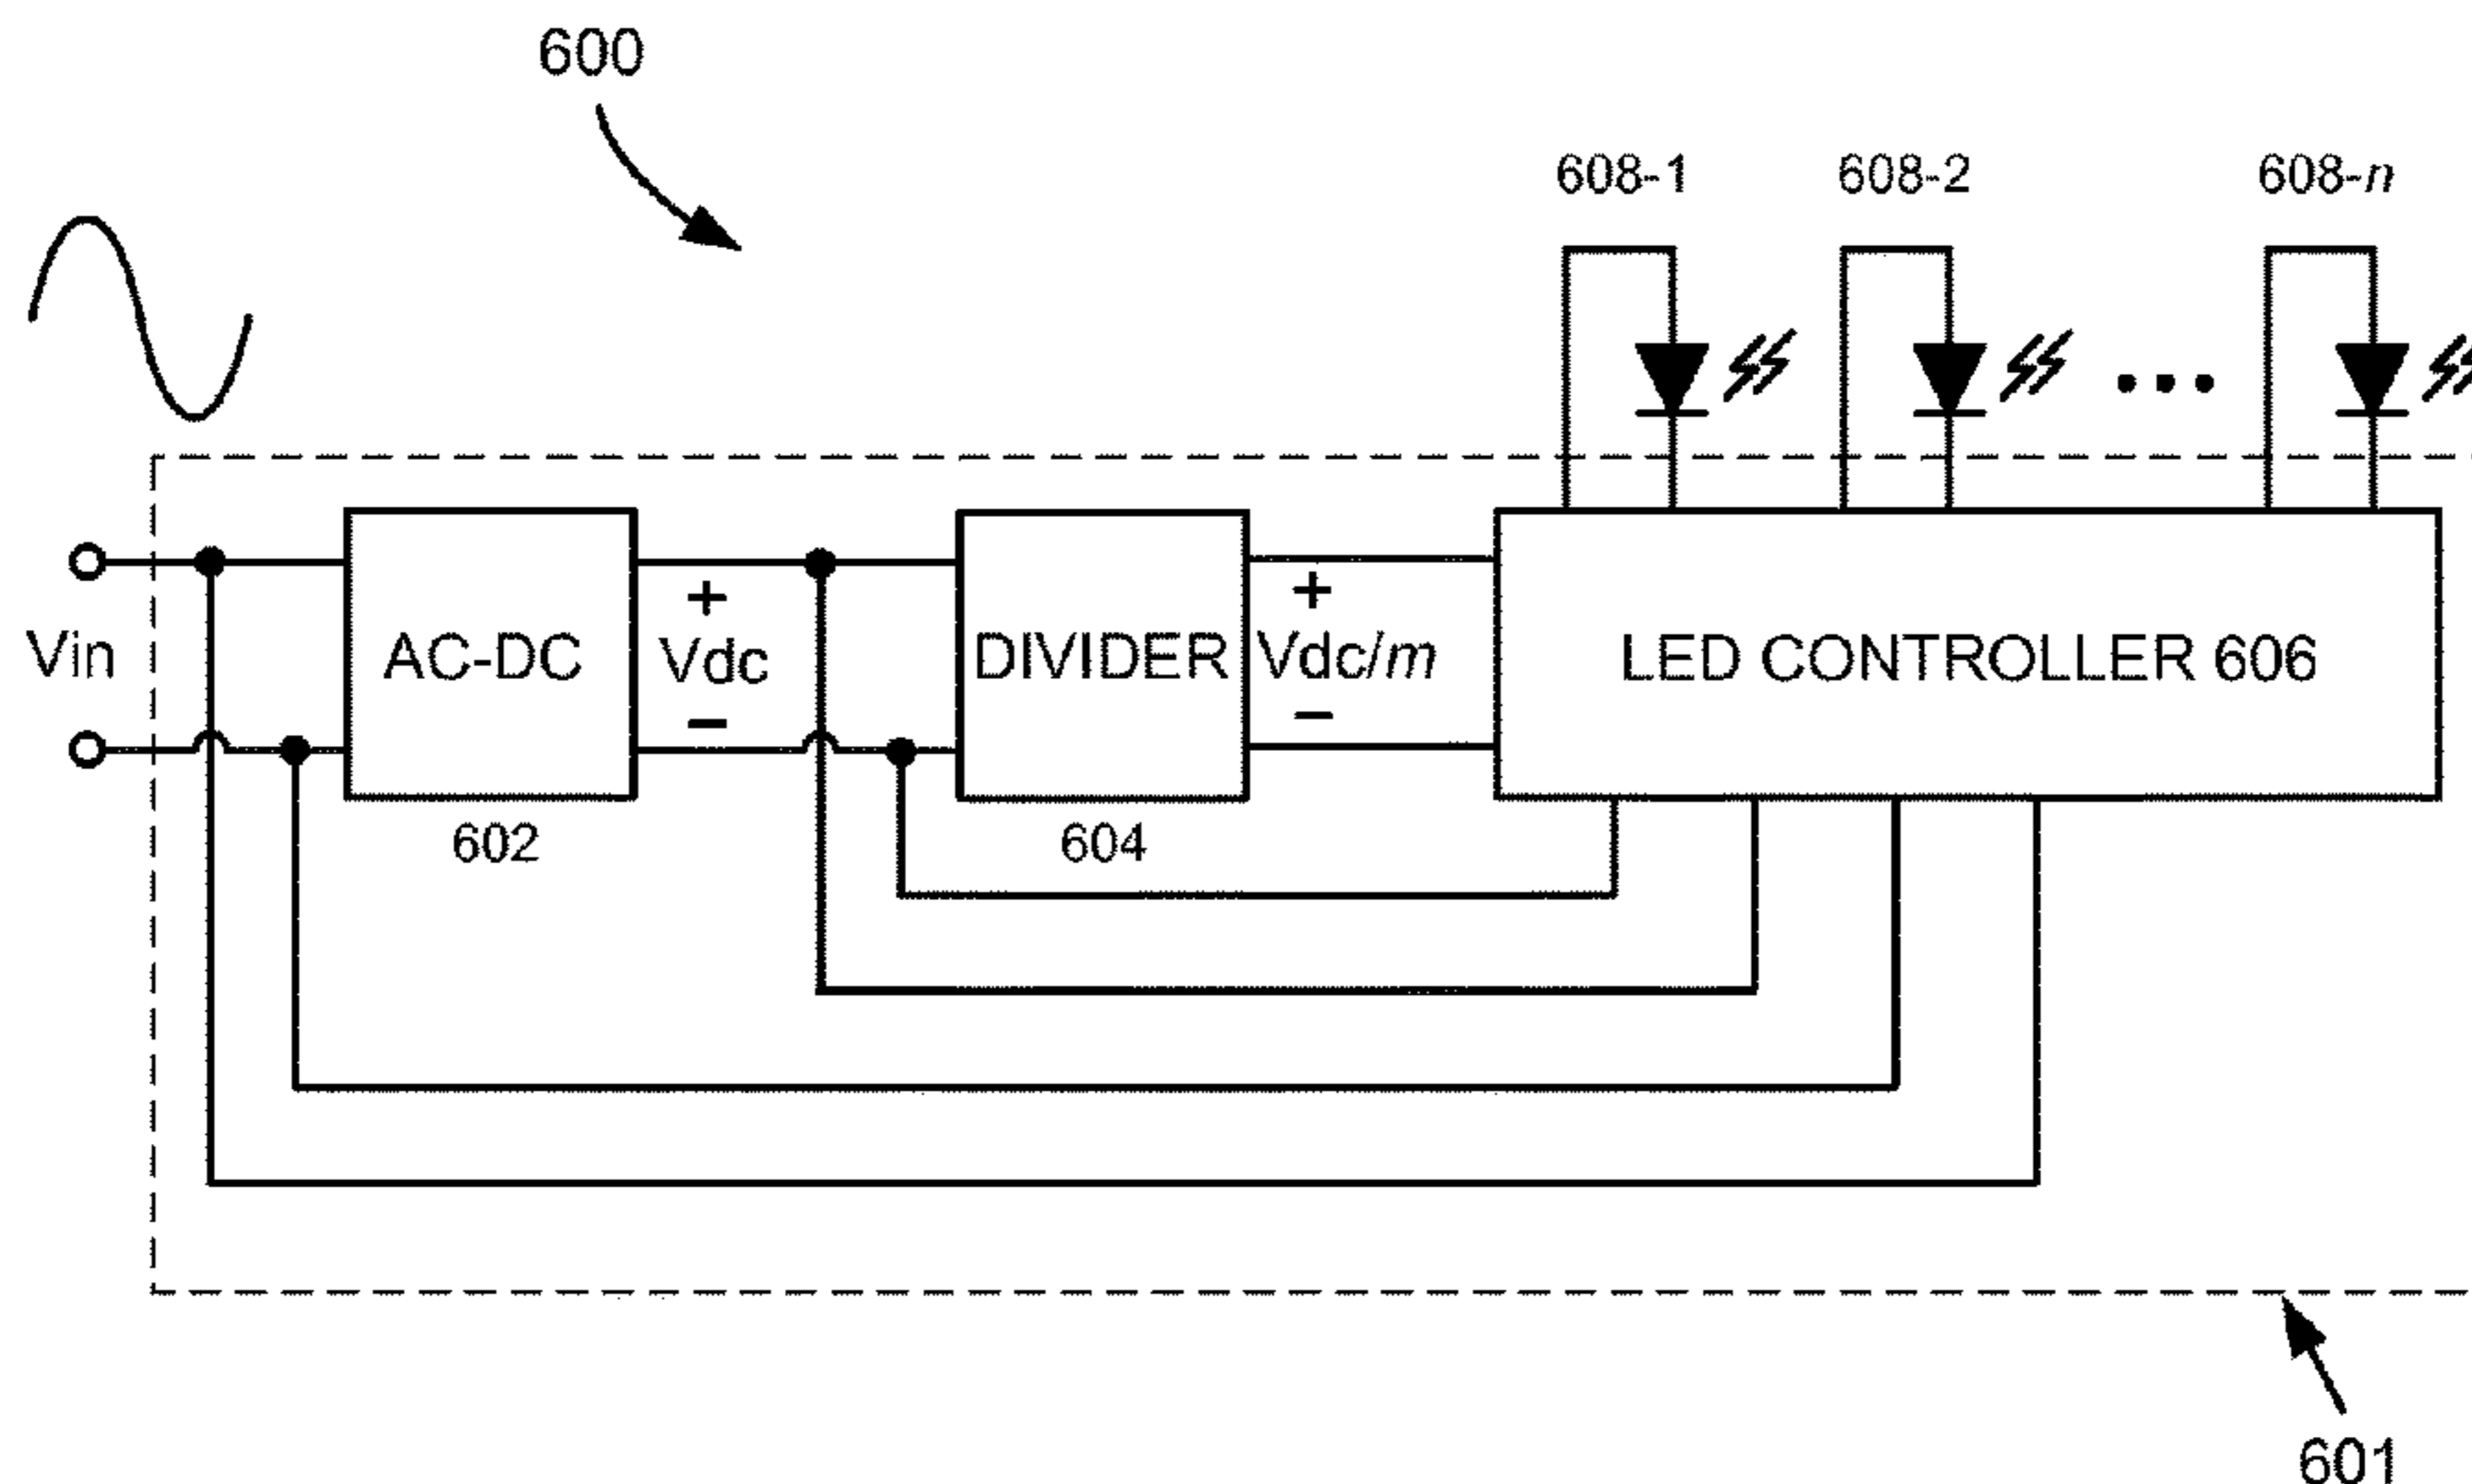 600
608-1 608-2 608-n
+ +
Vin AC-DC Vdc DIVIDER Vdc/m LED CONTROLLER 606
− −
602 604
601